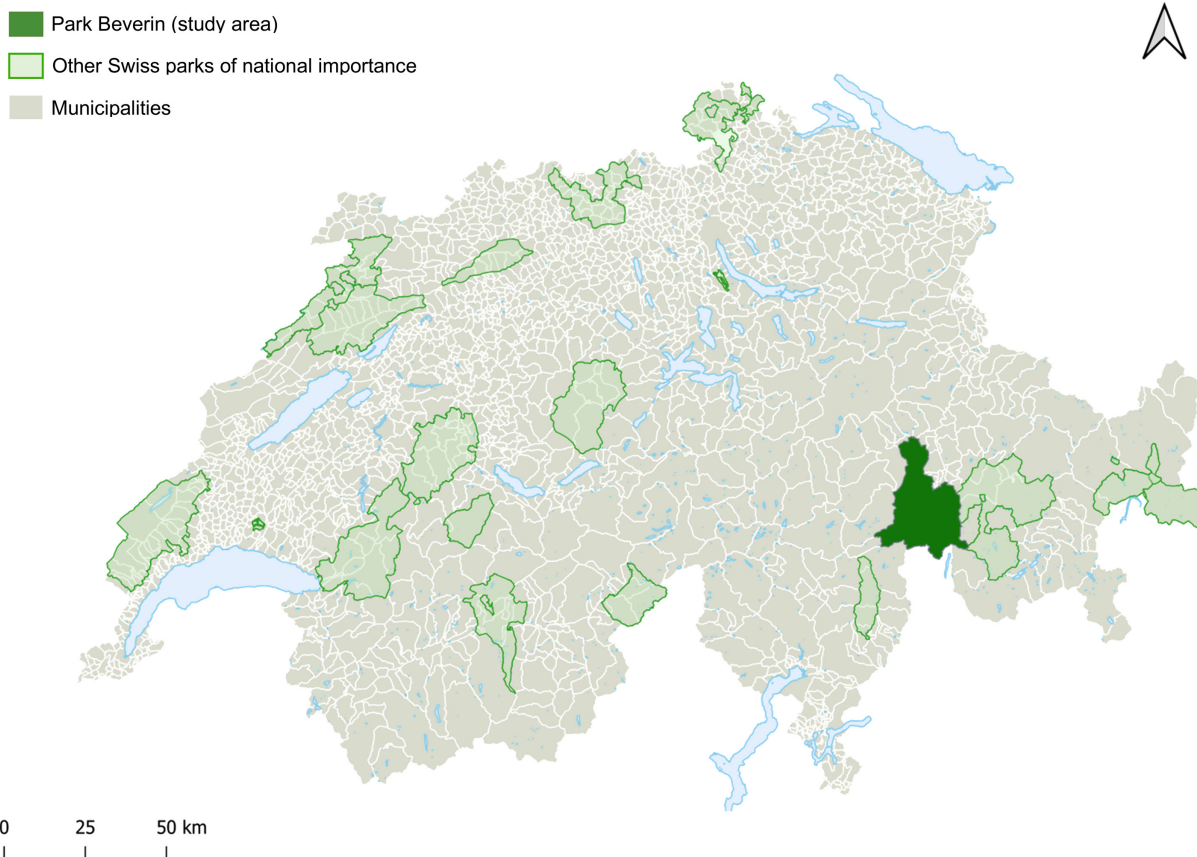 Park Beverin (study area)
Other Swiss parks of national importance
Municipalities
0 25 50 km